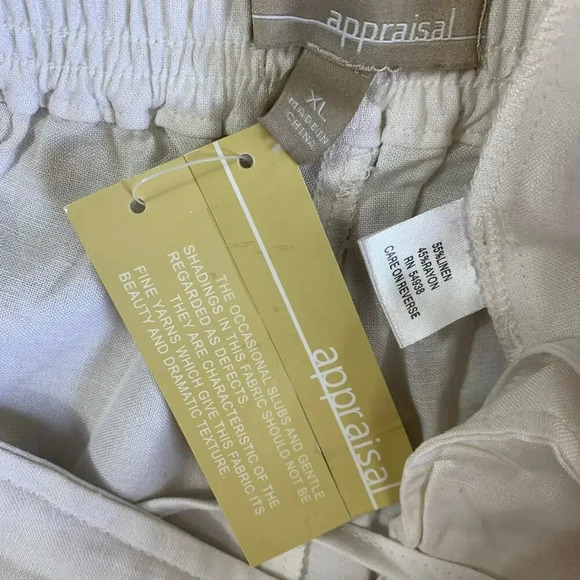 appraisal
XL
MADE IN
CHINA
55%LINEN
45%RAYON
RN 54938
CARE ON REVERSE
appraisal
THE OCCASIONAL SLUBS AND GENTLE
SHADINGS IN THIS FABRIC SHOULD NOT BE
REGARDED AS DEFECTS.
THEY ARE CHARACTERISTIC OF THE
FINE YARNS WHICH GIVE THIS FABRIC ITS
BEAUTY AND DRAMATIC TEXTURE.